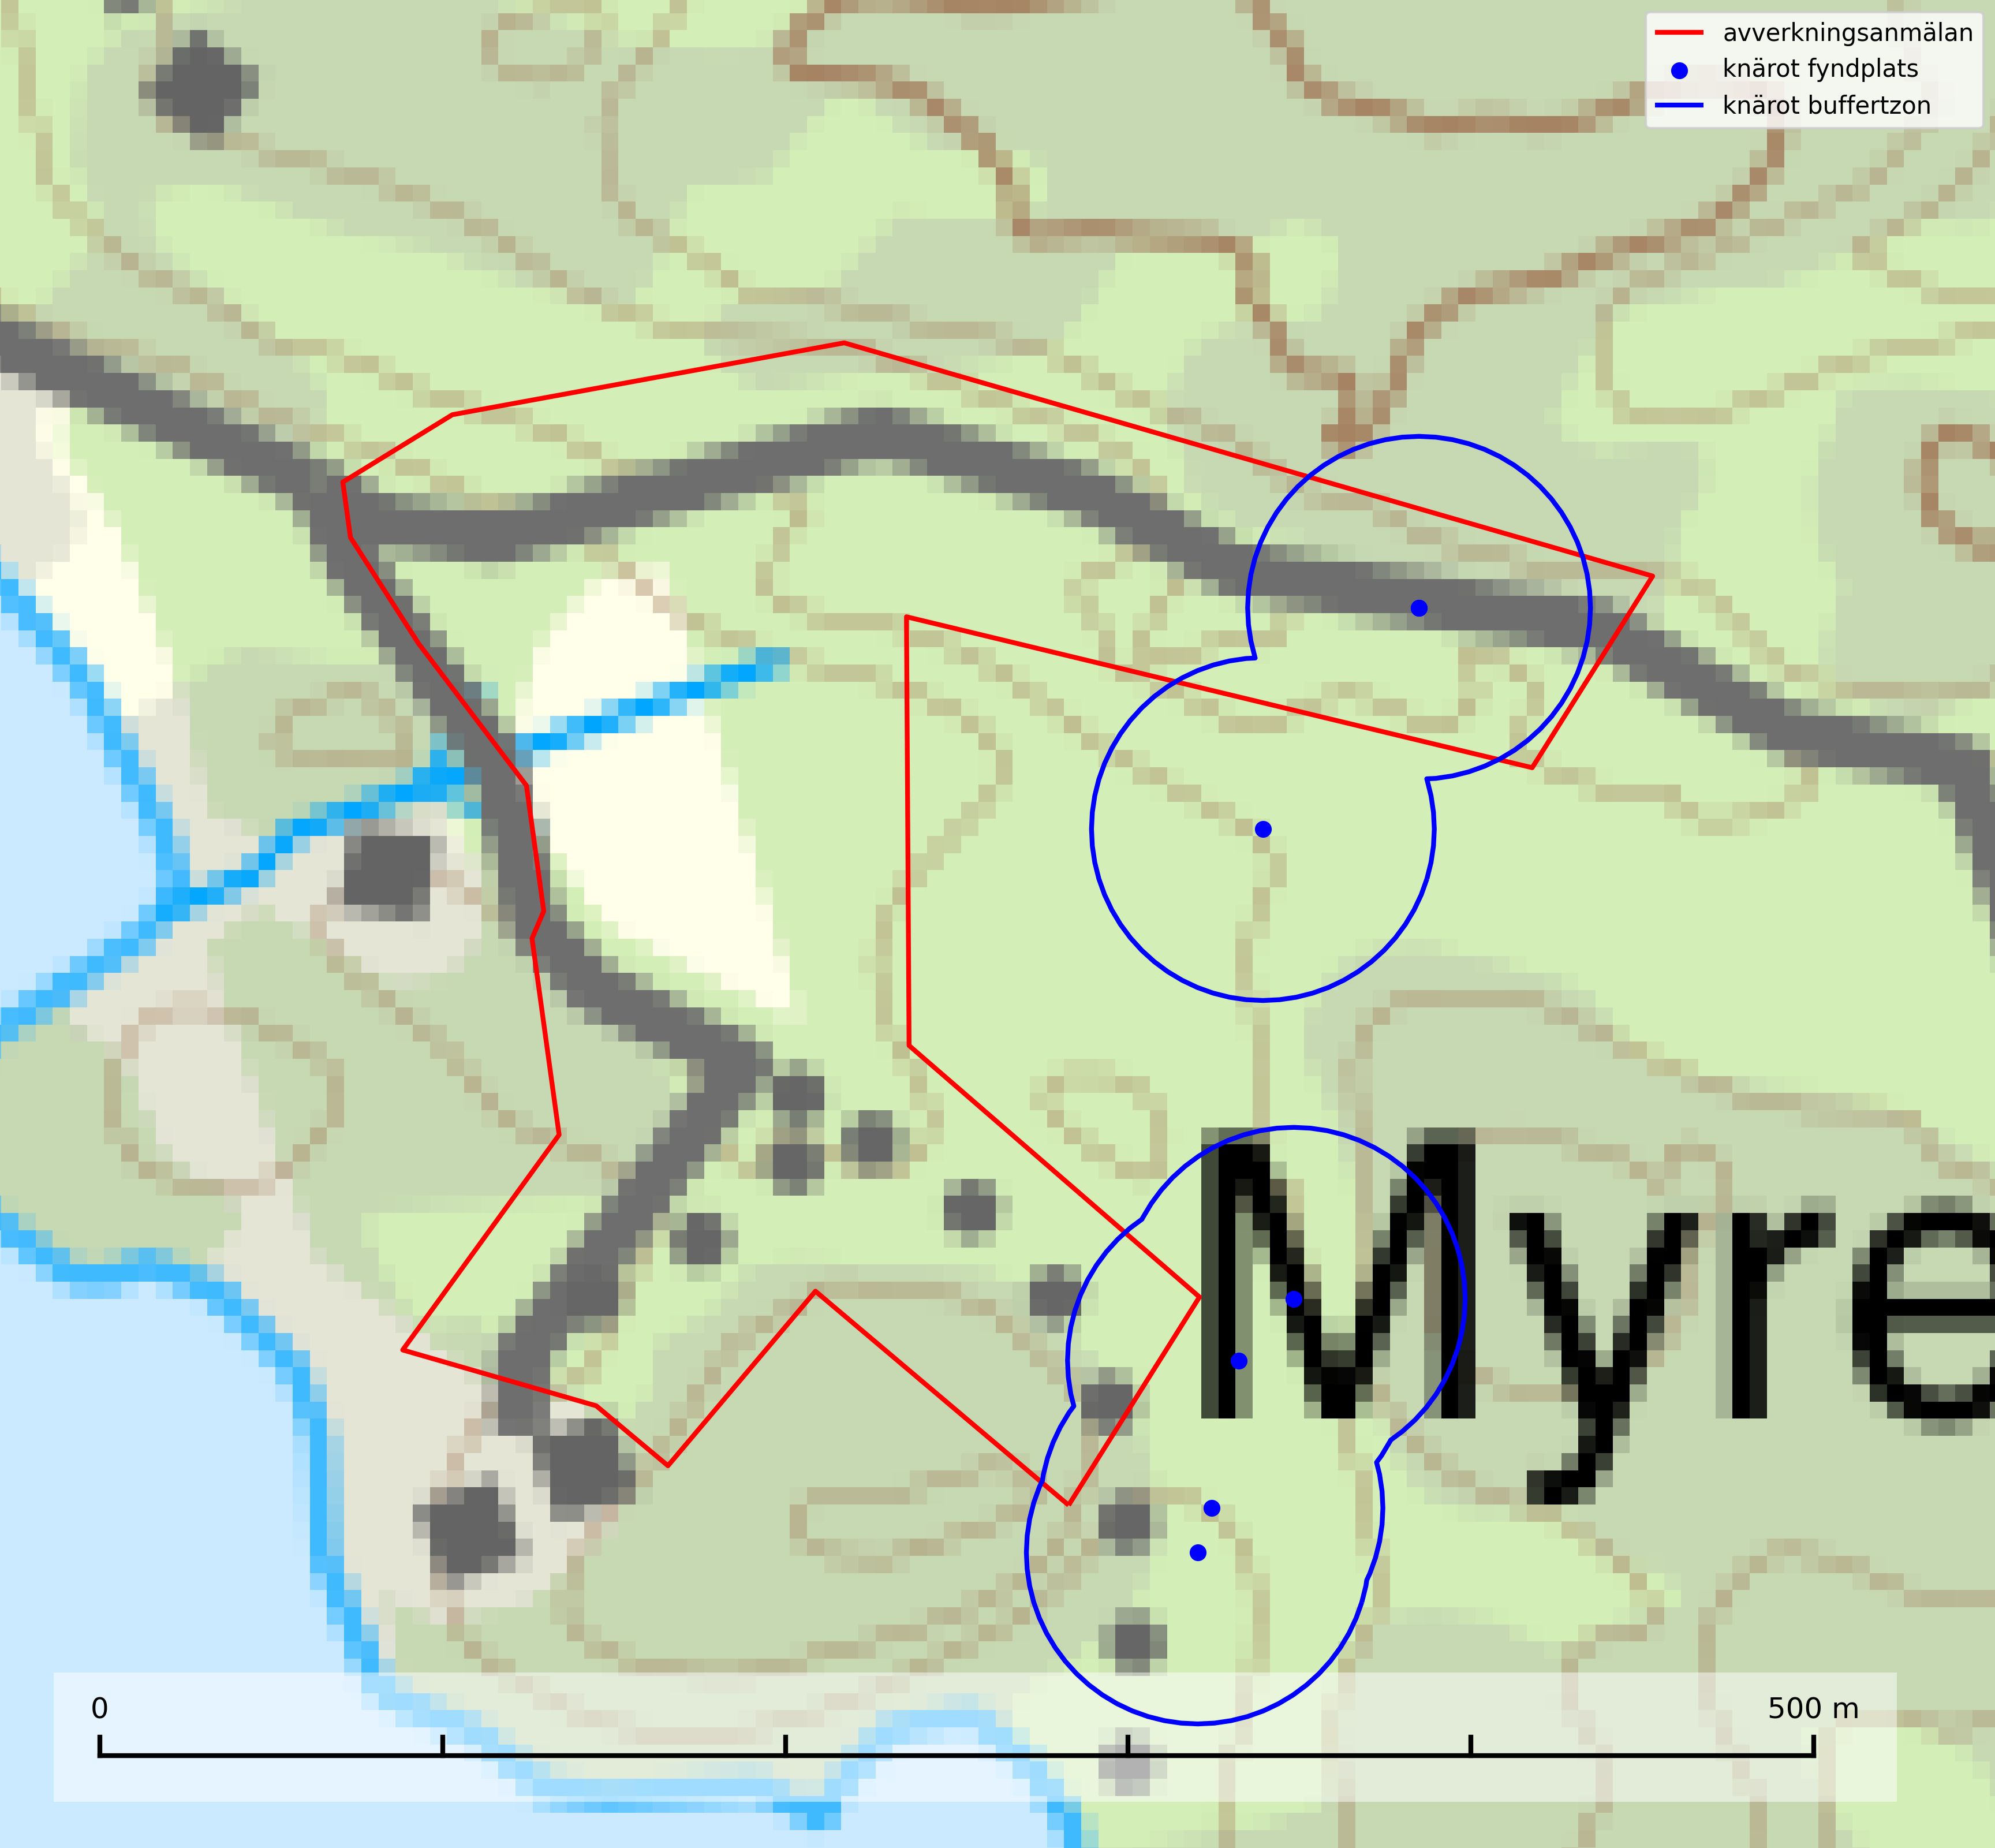 avverkningsanmälan
knärot fyndplats
knärot buffertzon
Myre
0 500 m